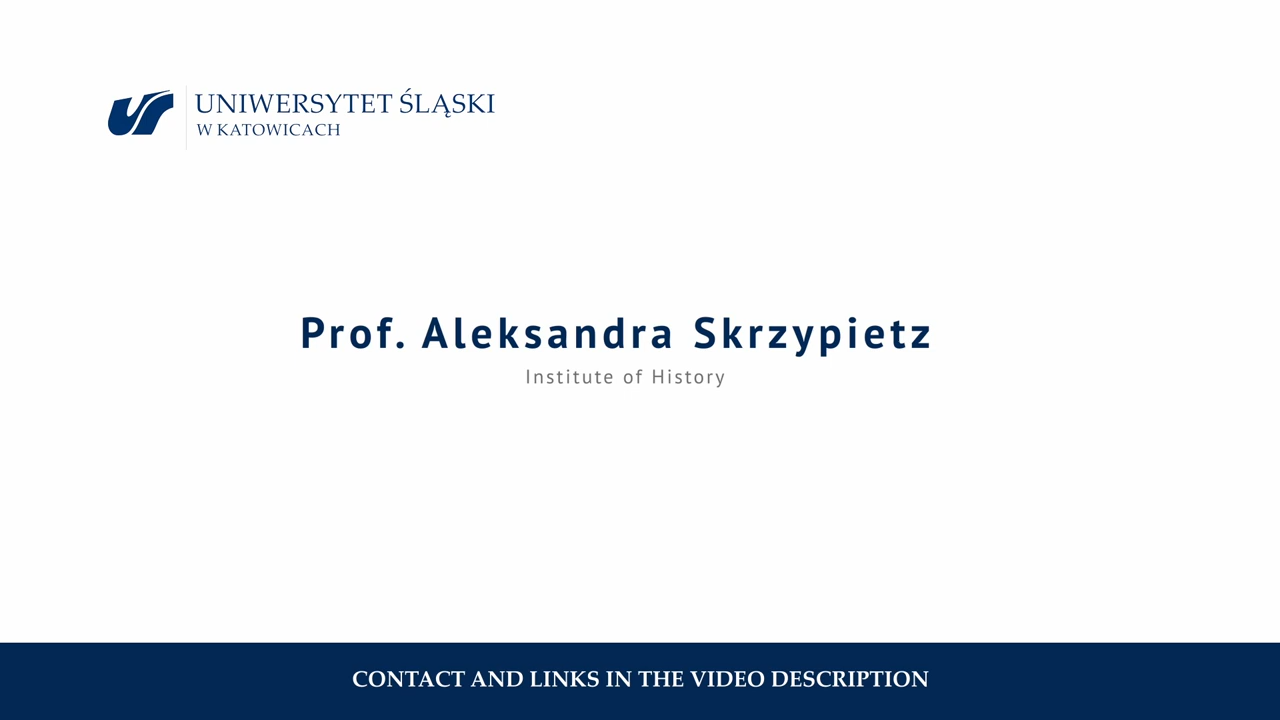 UNIWERSYTET ŚLĄSKI
W KATOWICACH
Prof. Aleksandra Skrzypietz
Institute of History
CONTACT AND LINKS IN THE VIDEO DESCRIPTION